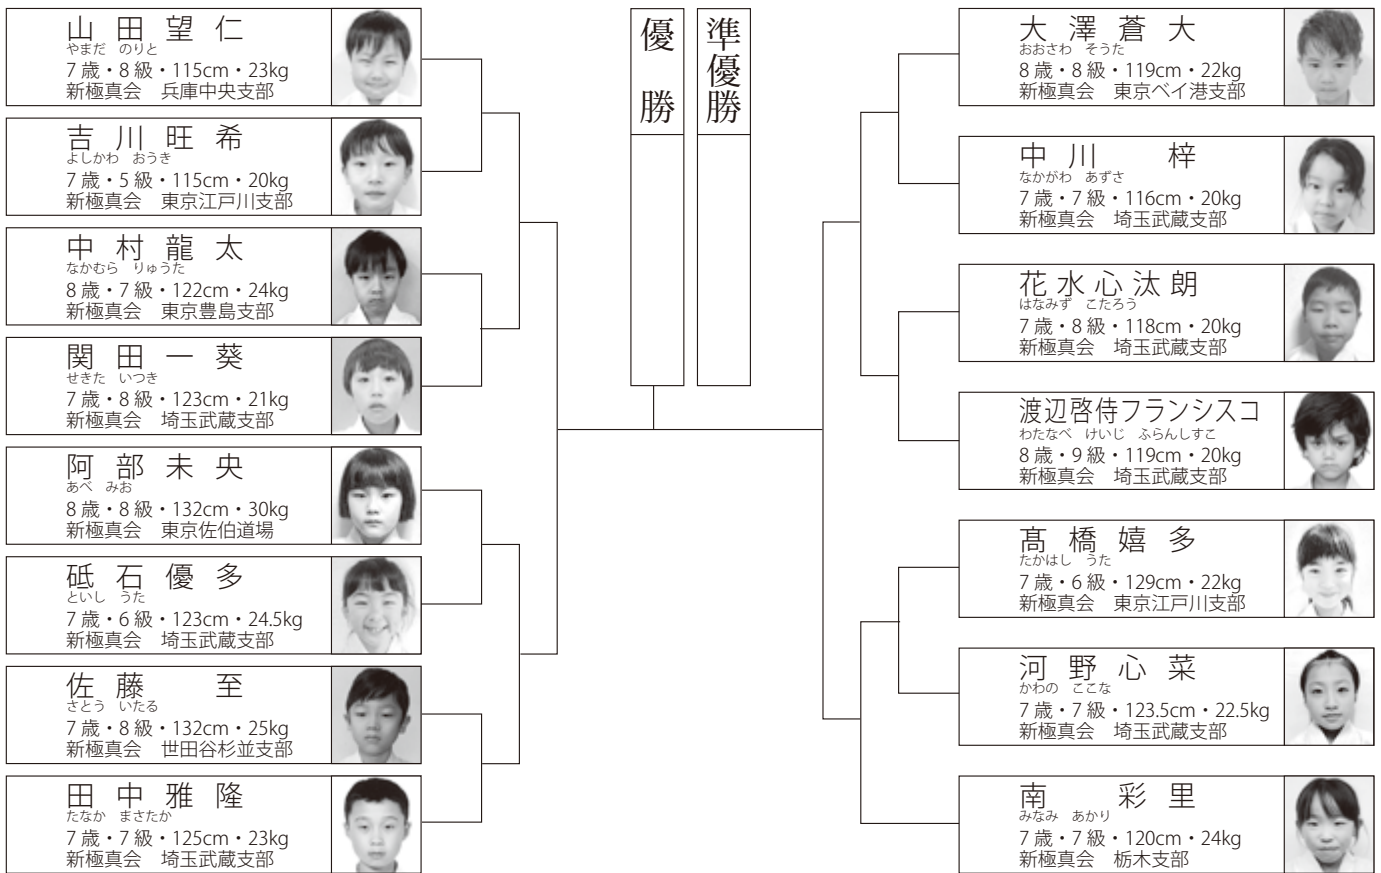 山田望仁
やまだ のりと
7歳・8級・115cm・23kg
新極真会 兵庫中央支部
吉川旺希
よしかわ おうき
7歳・5級・115cm・20kg
新極真会 東京江戸川支部
中村龍太
なかむら りゅうた
8歳・7級・122cm・24kg
新極真会 東京豊島支部
関田一葵
せきた いつき
7歳・8級・123cm・21kg
新極真会 埼玉武蔵支部
阿部未央
あべ みお
8歳・8級・132cm・30kg
新極真会 東京佐伯道場
砥石優多
といし うた
7歳・6級・123cm・24.5kg
新極真会 埼玉武蔵支部
佐藤 至
さとう いたる
7歳・8級・132cm・25kg
新極真会 世田谷杉並支部
田中雅隆
たなか まさたか
7歳・7級・125cm・23kg
新極真会 埼玉武蔵支部
優勝
準優勝
大澤蒼大
おおさわ そうた
8歳・8級・119cm・22kg
新極真会 東京ベイ港支部
中川 梓
なかがわ あずさ
7歳・7級・116cm・20kg
新極真会 埼玉武蔵支部
花水心汰朗
はなみず こたろう
7歳・8級・118cm・20kg
新極真会 埼玉武蔵支部
渡辺啓侍フランシスコ
わたなべ けいじ ふらんしすこ
8歳・9級・119cm・20kg
新極真会 埼玉武蔵支部
髙橋嬉多
たかはし うた
7歳・6級・129cm・22kg
新極真会 東京江戸川支部
河野心菜
かわの ここな
7歳・7級・123.5cm・22.5kg
新極真会 埼玉武蔵支部
南 彩里
みなみ あかり
7歳・7級・120cm・24kg
新極真会 栃木支部